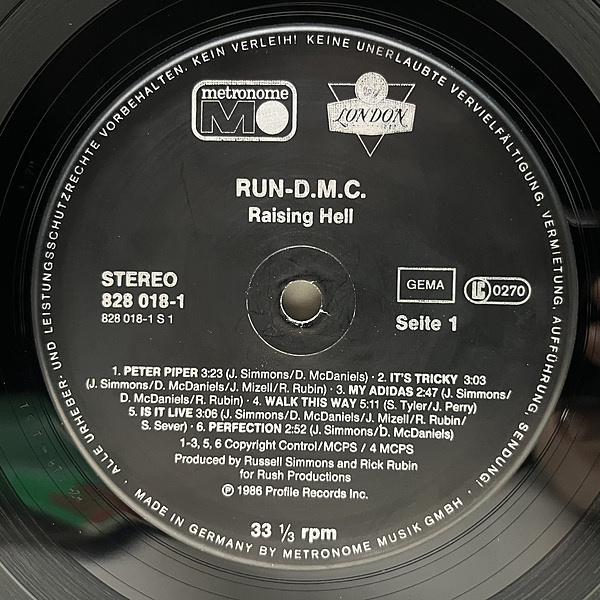 · ALLE URHEBER- UND LEISTUNGSSCHUTZRECHTE VORBEHALTEN. KEIN VERLEIH! KEINE UNERLAUBTE VERVIELFÄLTIGUNG, VERMIETUNG, AUFFÜHRUNG, SENDUNG! ·
metronome
M
LONDON
RUN-D.M.C.
Raising Hell
STEREO
828 018-1
828 018-1 S 1
GEMA
LC 0270
Seite 1
1. PETER PIPER 3:23 (J. Simmons/D. McDaniels) · 2. IT'S TRICKY 3:03
(J. Simmons/D. McDaniels/J. Mizell/R. Rubin) · 3. MY ADIDAS 2:47 (J. Simmons/
D. McDaniels/R. Rubin) · 4. WALK THIS WAY 5:11 (S. Tyler/J. Perry)
5. IS IT LIVE 3:06 (J. Simmons/D. McDaniels/J. Mizell/R. Rubin/
S. Sever) · 6. PERFECTION 2:52 (J. Simmons/D. McDaniels)
1-3, 5, 6 Copyright Control/MCPS / 4 MCPS
Produced by Russell Simmons and Rick Rubin
for Rush Productions
℗ 1986 Profile Records Inc.
33 ⅓ rpm
MADE IN GERMANY BY METRONOME MUSIK GMBH